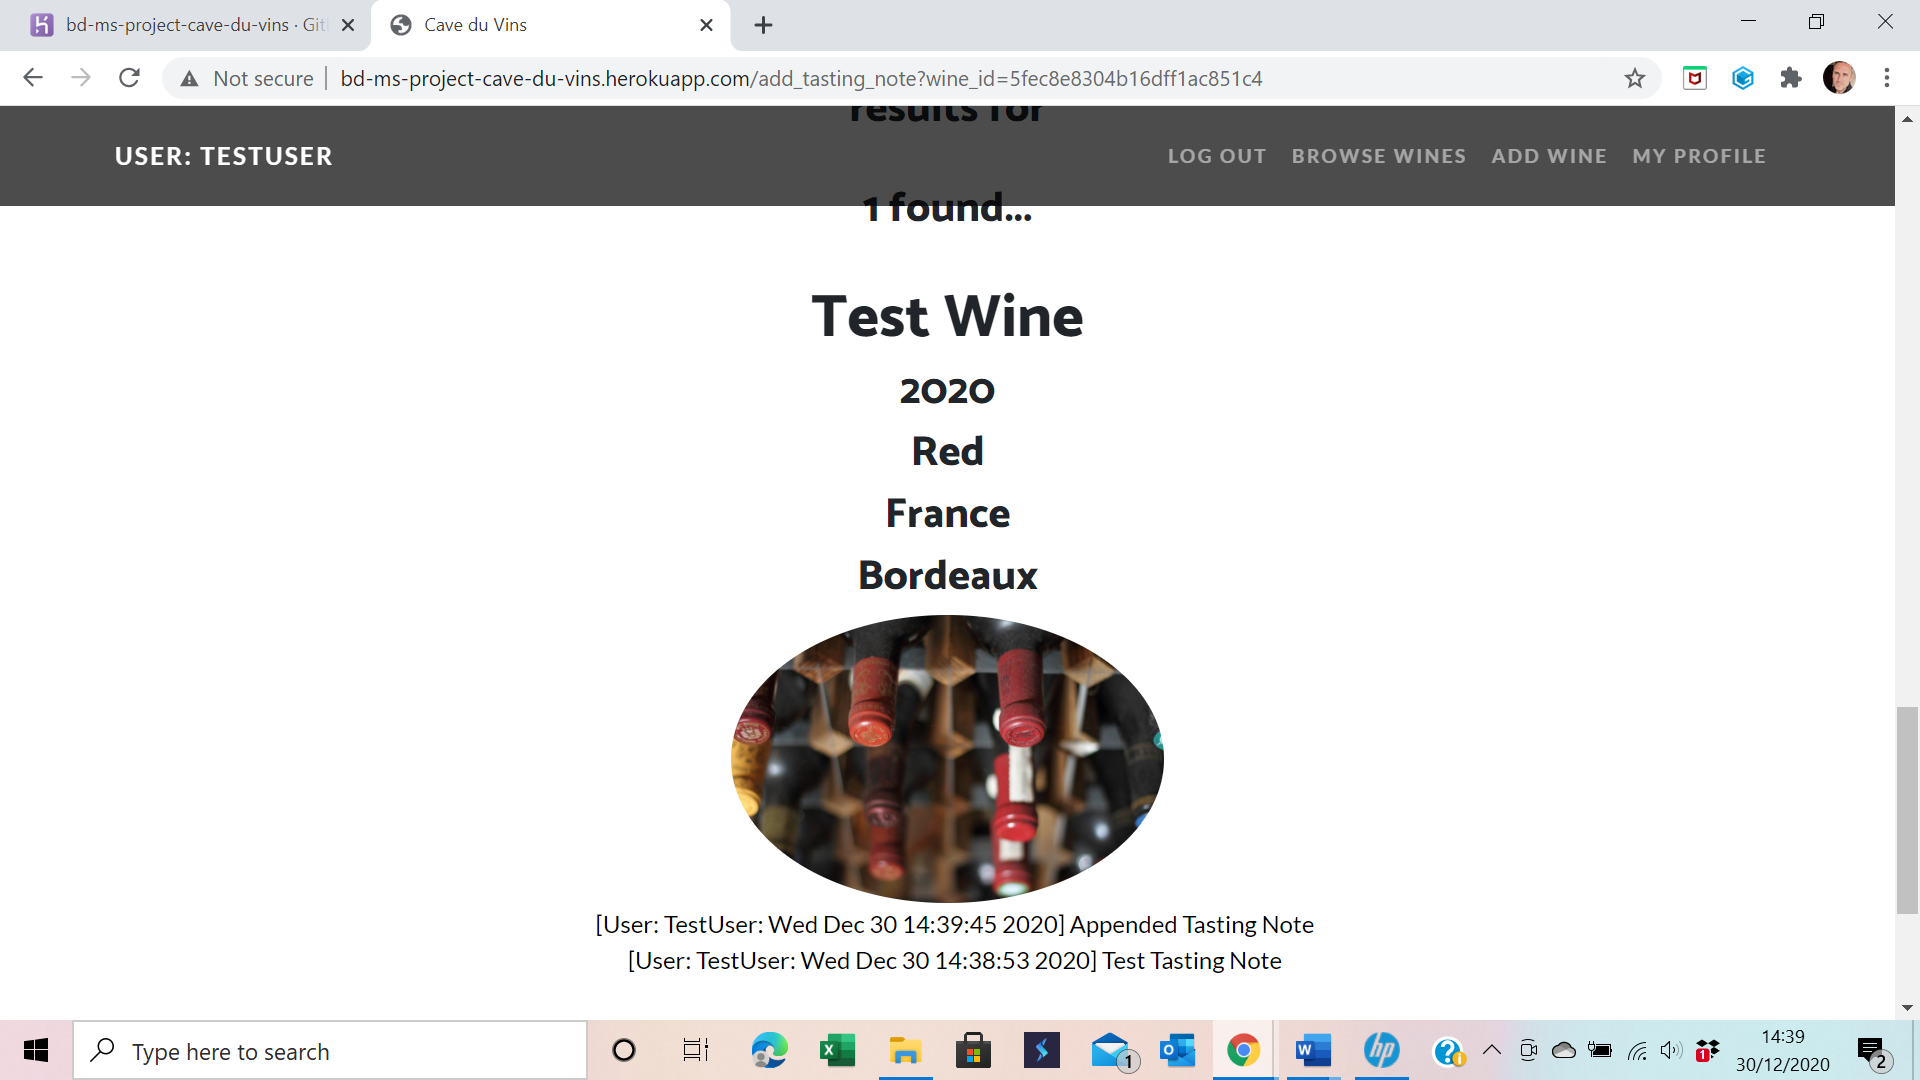 bd-ms-project-cave-du-vins · Git
Cave du Vins
Not secure
bd-ms-project-cave-du-vins.herokuapp.com/add_tasting_note?wine_id=5fec8e8304b16dff1ac851c4
results for
USER: TESTUSER
LOG OUT BROWSE WINES ADD WINE MY PROFILE
1 found...
Test Wine
2020
Red
France
Bordeaux
[User: TestUser: Wed Dec 30 14:39:45 2020] Appended Tasting Note
[User: TestUser: Wed Dec 30 14:38:53 2020] Test Tasting Note
Type here to search
1
1
14:39
30/12/2020
2